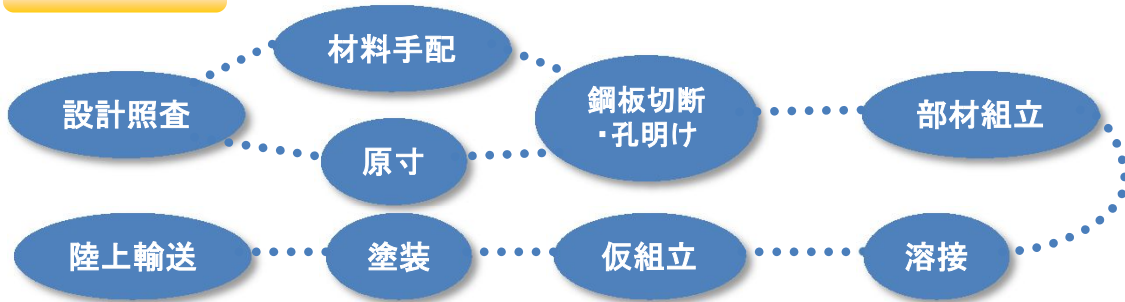 設計照査
材料手配
原寸
鋼板切断
・孔明け
部材組立
溶接
仮組立
塗装
陸上輸送